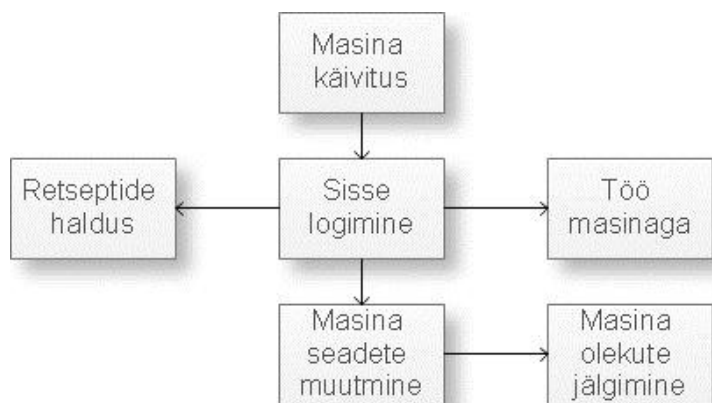 Masina
käivitus
Retseptide
haldus
Sisse
logimine
Töö
masinaga
Masina
seadete
muutmine
Masina
olekute
jälgimine